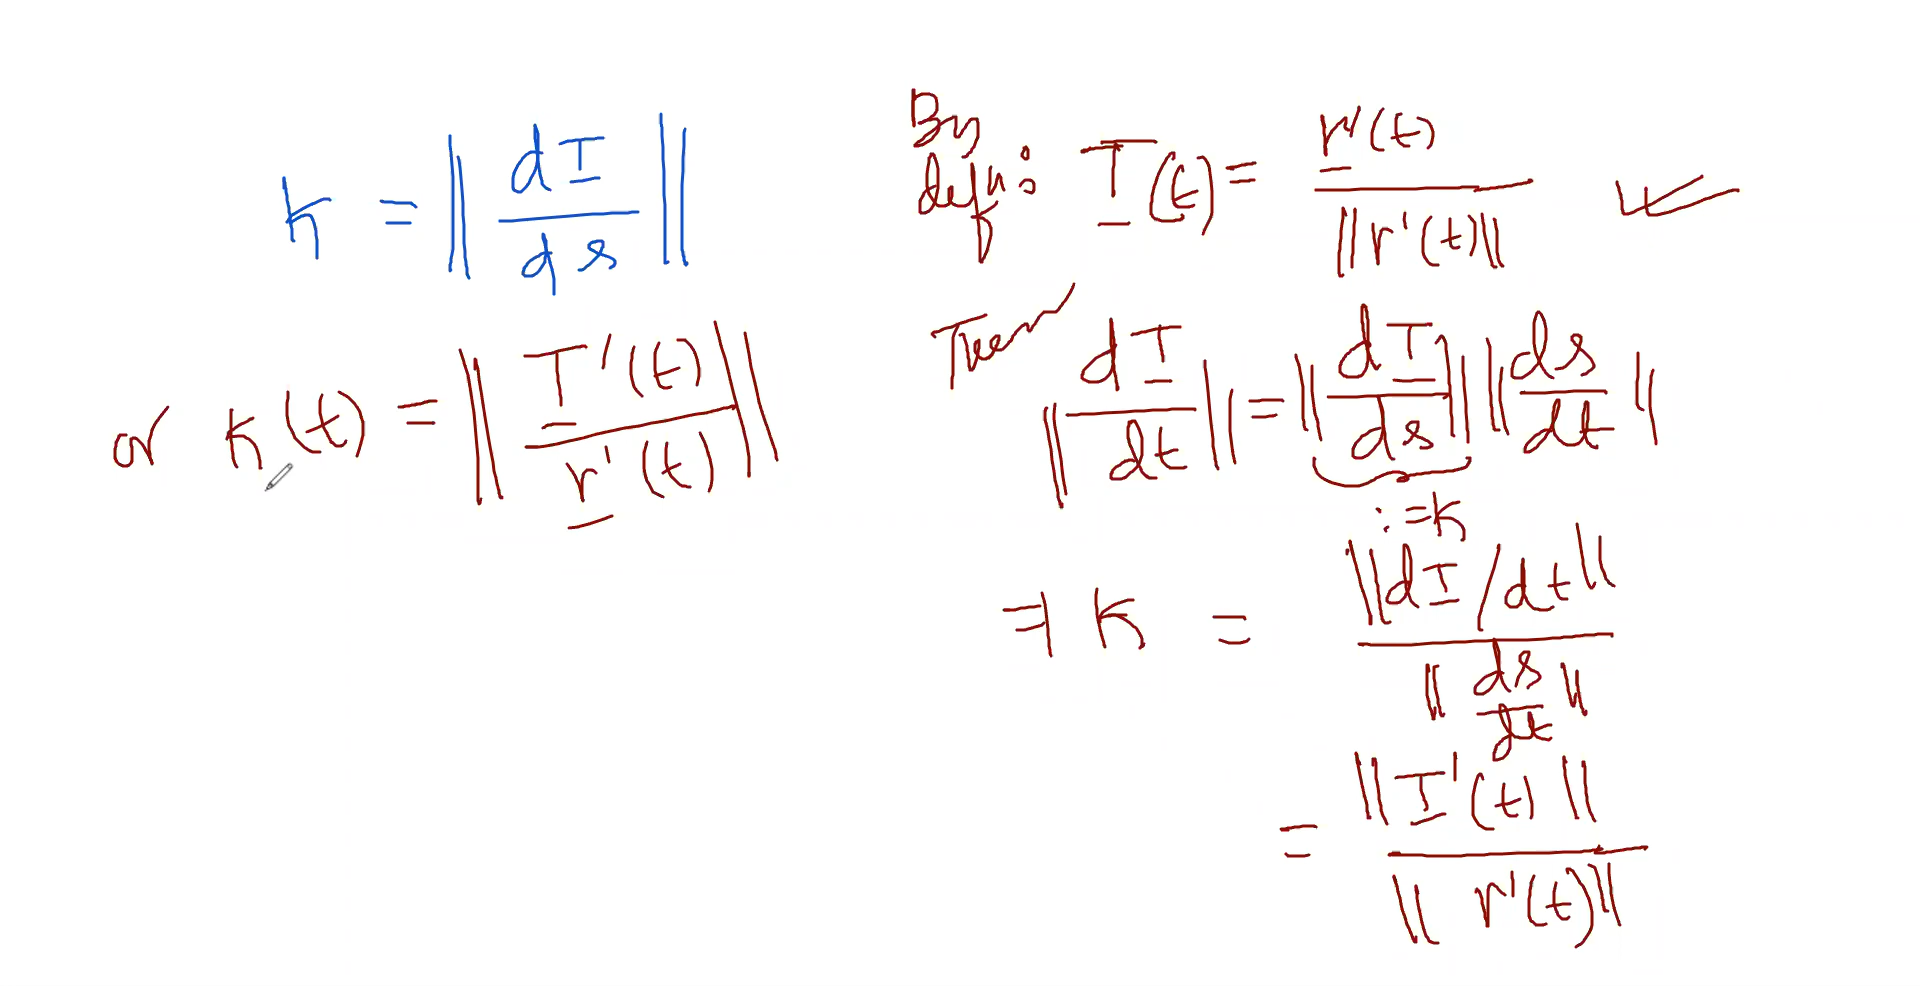 κ = ‖ dT / ds ‖
or κ(t) = ‖ T'(t) / r'(t) ‖
By defn: T(t) = r'(t) / ‖r'(t)‖
Then ‖ dT / dt ‖ = ‖ dT / ds ‖ ‖ ds / dt ‖
:= κ
⇒ κ = ‖dT/dt‖ / ‖ ds / dt ‖
= ‖T'(t)‖ / ‖r'(t)‖